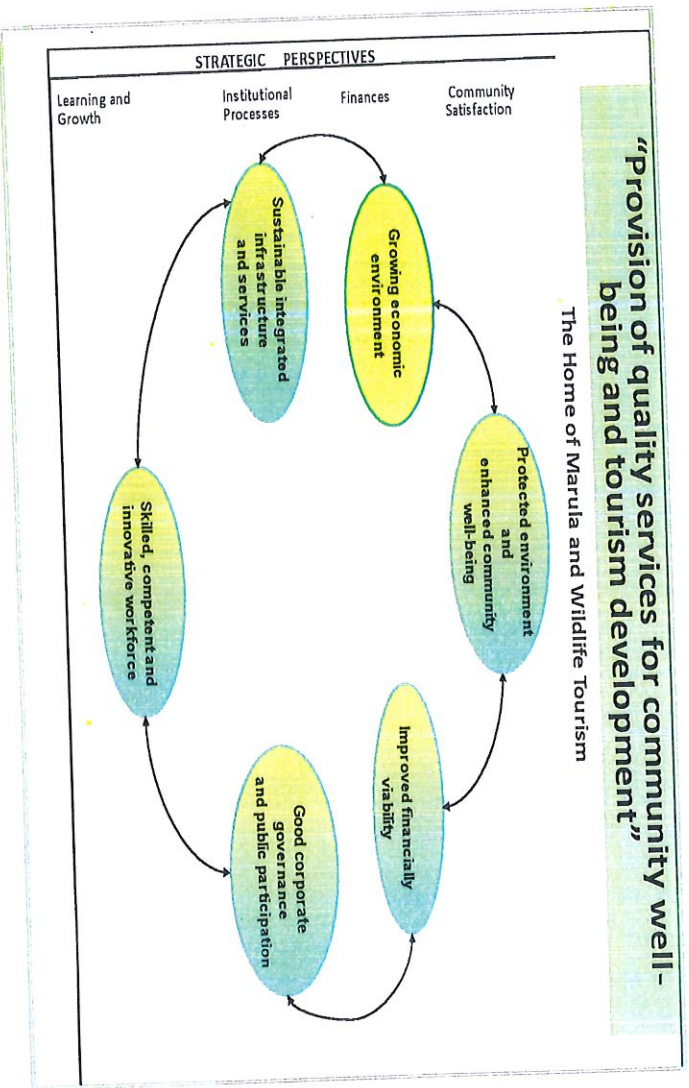 "Provision of quality services for community well-
being and tourism development"
The Home of Marula and Wildlife Tourism
STRATEGIC PERSPECTIVES
Community
Satisfaction
Finances
Institutional
Processes
Learning and
Growth
Protected environment
and
enhanced community
well-being
Growing economic
environment
Improved financially
viability
Sustainable integrated
infrastructure
and services
Good corporate
governance
and public participation
Skilled, competent and
innovative workforce